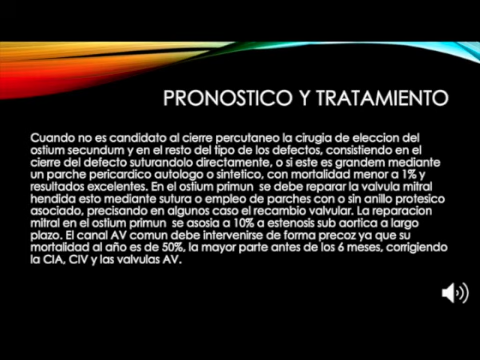 PRONOSTICO Y TRATAMIENTO
Cuando no es candidato al cierre percutaneo la cirugia de eleccion del
ostium secundum y en el resto del tipo de los defectos, consistiendo en el
cierre del defecto suturandolo directamente, o si este es grandem mediante
un parche pericardico autologo o sintetico, con mortalidad menor a 1% y
resultados excelentes. En el ostium primun se debe reparar la valvula mitral
hendida esto mediante sutura o empleo de parches con o sin anillo protesico
asociado, precisando en algunos caso el recambio valvular. La reparacion
mitral en el ostium primun se asosia a 10% a estenosis sub aortica a largo
plazo. El canal AV comun debe intervenirse de forma precoz ya que su
mortalidad al año es de 50%, la mayor parte antes de los 6 meses, corrigiendo
la CIA, CIV y las valvulas AV.